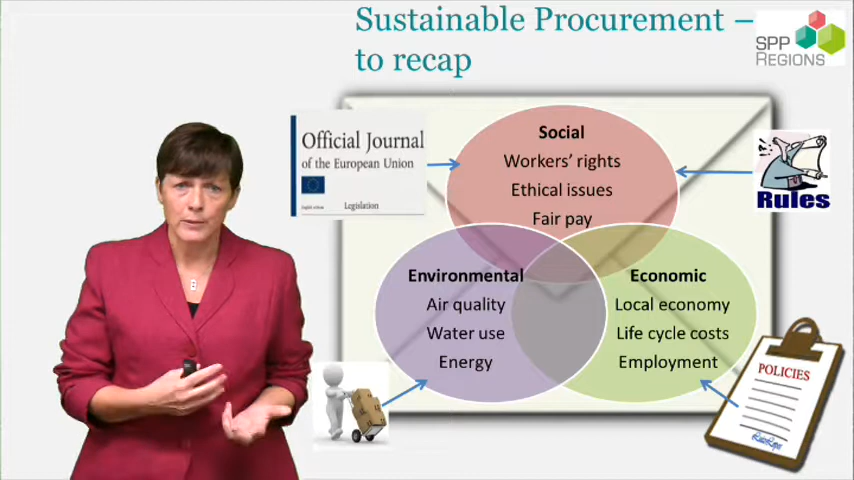 Sustainable Procurement –
to recap
SPP
REGIONS
Official Journal
of the European Union
Legislation
Social
Workers' rights
Ethical issues
Fair pay
Rules
Environmental
Air quality
Water use
Energy
Economic
Local economy
Life cycle costs
Employment
POLICIES